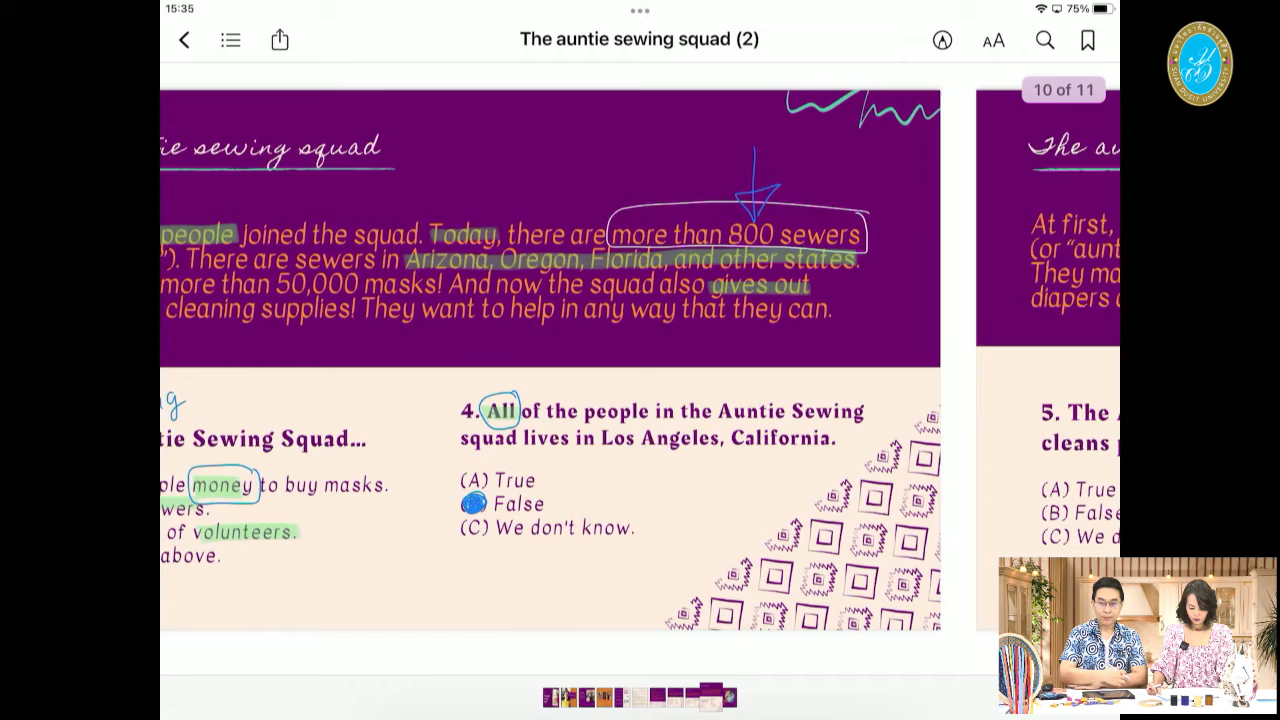 15:35
75%
The auntie sewing squad (2)
AA
10 of 11
ie sewing squad
people joined the squad. Today, there are more than 800 sewers
”). There are sewers in Arizona, Oregon, Florida, and other states.
more than 50,000 masks! And now the squad also gives out
cleaning supplies! They want to help in any way that they can.
g
tie Sewing Squad...
ple money to buy masks.
wers.
of volunteers.
above.
4. All of the people in the Auntie Sewing
squad lives in Los Angeles, California.
(A) True
False
(C) We don't know.
The au
At first,
(or “aunt
They ma
diapers
5. The
cleans
(A) True
(B) False
(C) We d
SUAN DUSIT UNIVERSITY